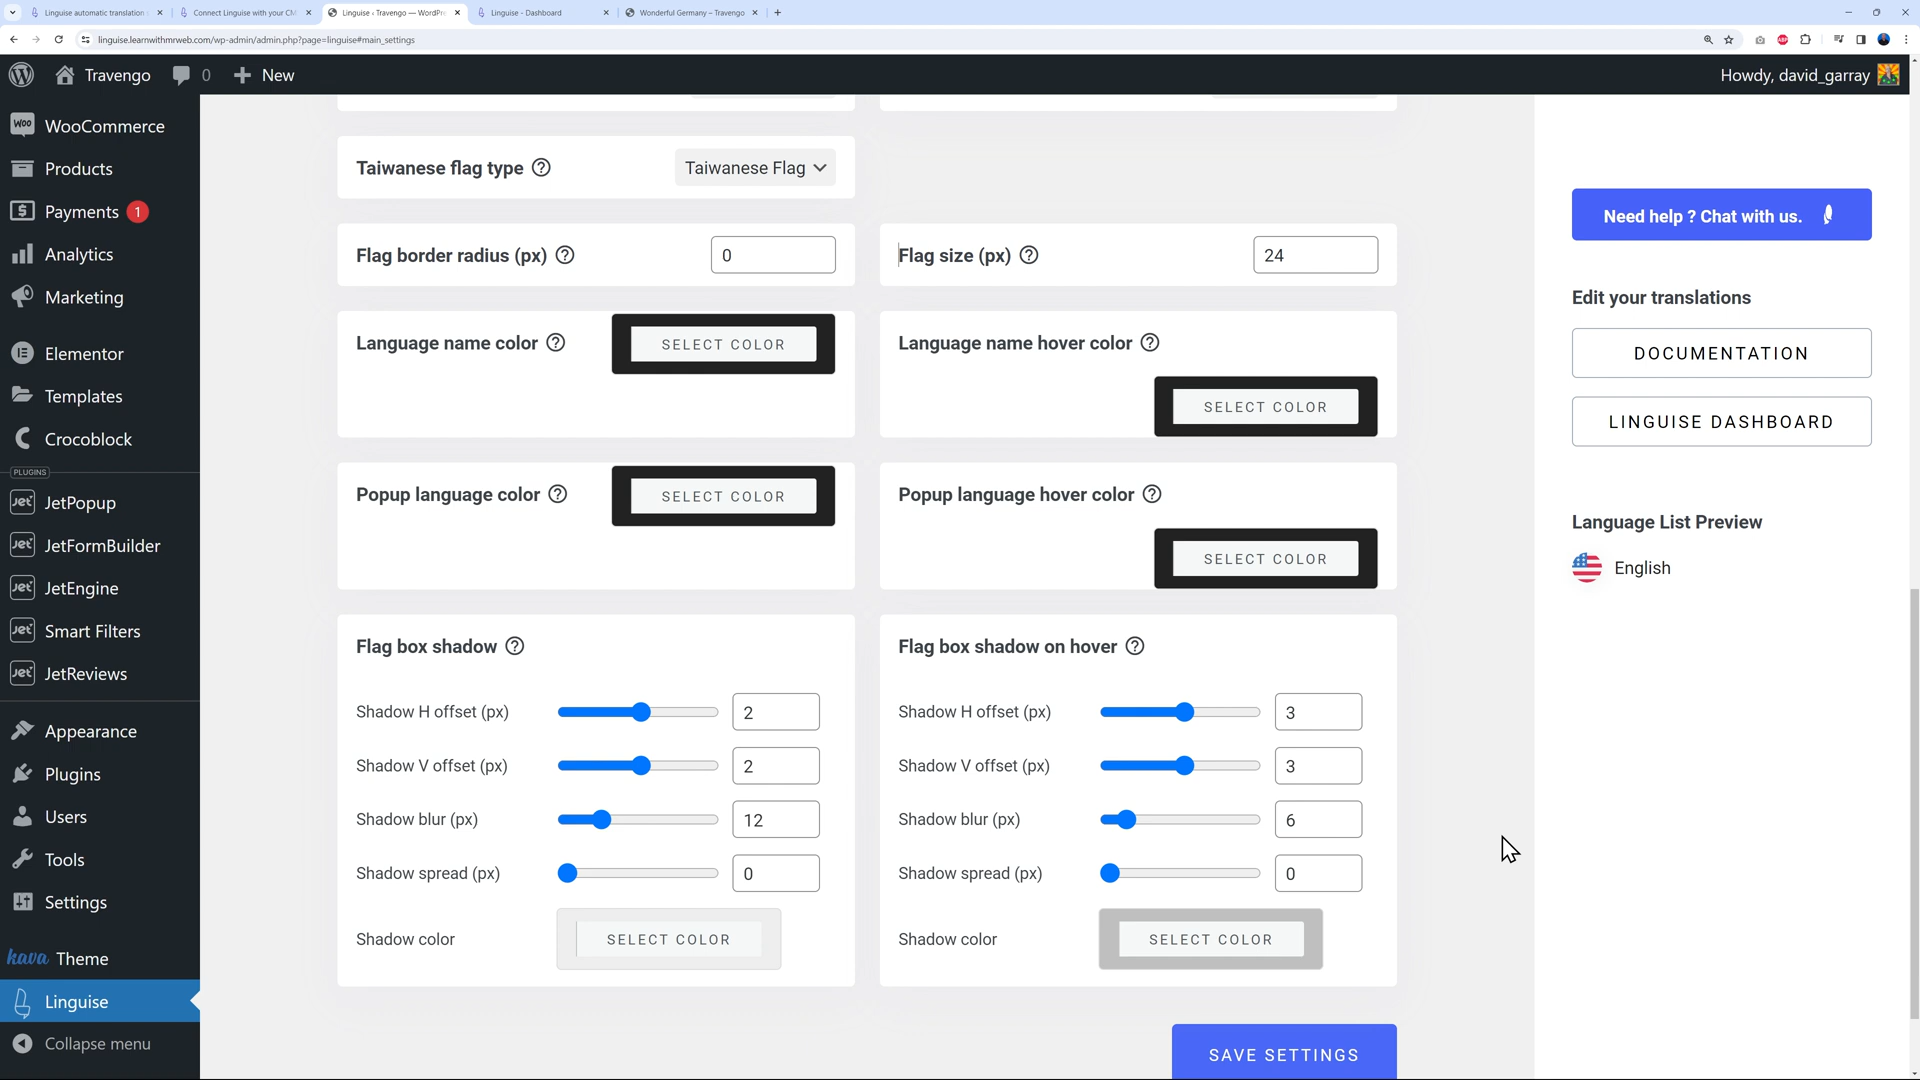 Linguise automatic translation
Connect Linguise with your CM
Linguise ‹ Travengo — WordPre
Linguise - Dashboard
Wonderful Germany – Travengo
linguise.learnwithmrweb.com/wp-admin/admin.php?page=linguise#main_settings
ABP
Travengo
0
New
Howdy, david_garray
Woo
WooCommerce
Products
Payments 1
Analytics
Marketing
Elementor
Templates
Crocoblock
PLUGINS
Jet JetPopup
Jet JetFormBuilder
Jet JetEngine
Jet Smart Filters
Jet JetReviews
Appearance
Plugins
Users
Tools
Settings
kava Theme
Linguise
Collapse menu
Taiwanese flag type ?
Taiwanese Flag
Flag border radius (px) ?
0
Flag size (px) ?
24
Language name color ?
SELECT COLOR
Language name hover color ?
SELECT COLOR
Popup language color ?
SELECT COLOR
Popup language hover color ?
SELECT COLOR
Flag box shadow ?
Shadow H offset (px)
2
Shadow V offset (px)
2
Shadow blur (px)
12
Shadow spread (px)
0
Shadow color
SELECT COLOR
Flag box shadow on hover ?
Shadow H offset (px)
3
Shadow V offset (px)
3
Shadow blur (px)
6
Shadow spread (px)
0
Shadow color
SELECT COLOR
SAVE SETTINGS
Need help ? Chat with us.
Edit your translations
DOCUMENTATION
LINGUISE DASHBOARD
Language List Preview
English